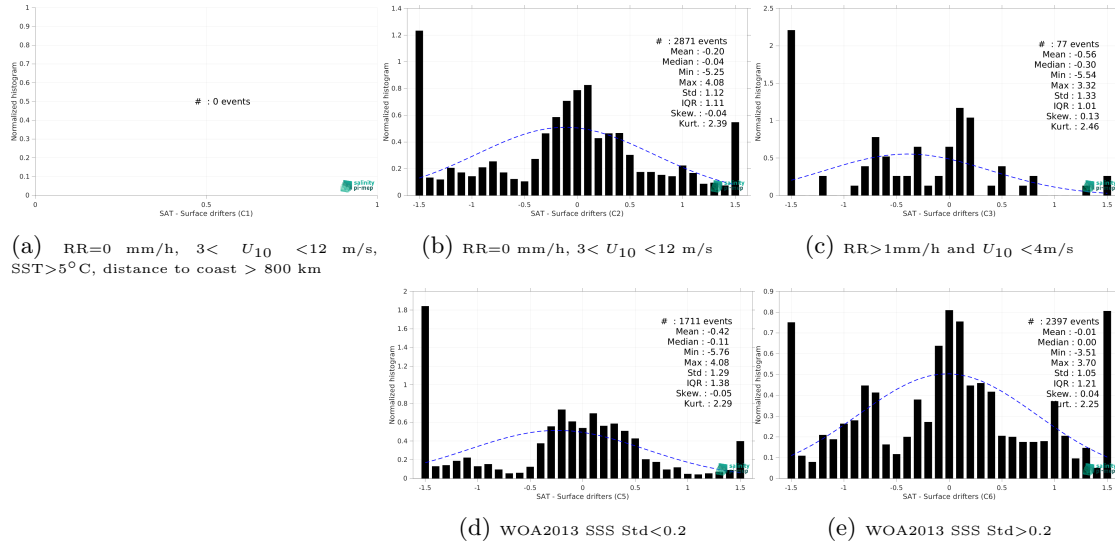 1
0.9
0.8
0.7
0.6
0.5
0.4
0.3
0.2
0.1
0
Normalized histogram
# : 0 events
salinity
pi-mep
0 0.5 1
SAT - Surface drifters (C1)
(a) RR=0 mm/h, 3< U10 <12 m/s,
SST>5°C, distance to coast > 800 km
1.4
1.2
1
0.8
0.6
0.4
0.2
0
Normalized histogram
# : 2871 events
Mean : -0.20
Median : -0.04
Min : -5.25
Max : 4.08
Std : 1.12
IQR : 1.11
Skew. : -0.04
Kurt. : 2.39
salinity
pi-mep
-1.5 -1 -0.5 0 0.5 1 1.5
SAT - Surface drifters (C2)
(b) RR=0 mm/h, 3< U10 <12 m/s
2.5
2
1.5
1
0.5
0
Normalized histogram
# : 77 events
Mean : -0.56
Median : -0.30
Min : -5.54
Max : 3.32
Std : 1.33
IQR : 1.01
Skew. : 0.13
Kurt. : 2.46
salinity
pi-mep
-1.5 -1 -0.5 0 0.5 1 1.5
SAT - Surface drifters (C3)
(c) RR>1mm/h and U10 <4m/s
2
1.8
1.6
1.4
1.2
1
0.8
0.6
0.4
0.2
0
Normalized histogram
# : 1711 events
Mean : -0.42
Median : -0.11
Min : -5.76
Max : 4.08
Std : 1.29
IQR : 1.38
Skew. : -0.05
Kurt. : 2.29
salinity
pi-mep
-1.5 -1 -0.5 0 0.5 1 1.5
SAT - Surface drifters (C5)
(d) WOA2013 SSS Std<0.2
0.9
0.8
0.7
0.6
0.5
0.4
0.3
0.2
0.1
0
Normalized histogram
# : 2397 events
Mean : -0.01
Median : 0.00
Min : -3.51
Max : 3.70
Std : 1.05
IQR : 1.21
Skew. : 0.04
Kurt. : 2.25
salinity
pi-mep
-1.5 -1 -0.5 0 0.5 1 1.5
SAT - Surface drifters (C6)
(e) WOA2013 SSS Std>0.2